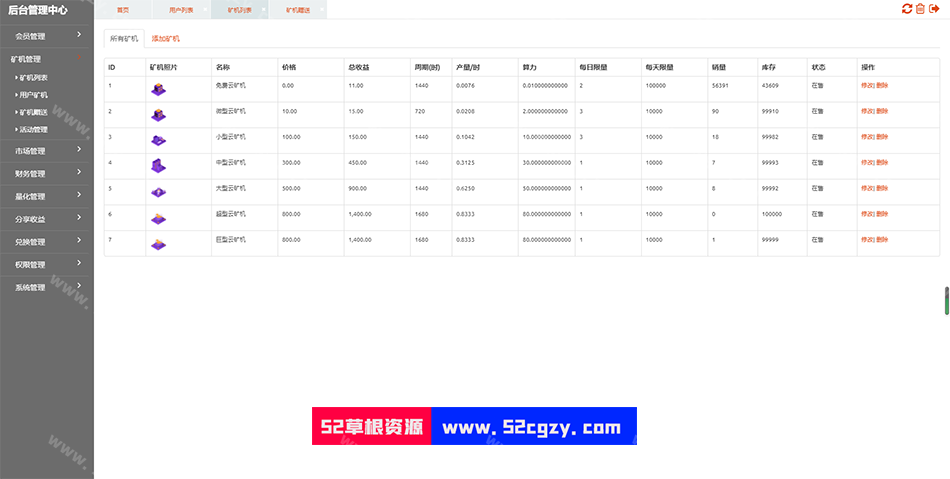 后台管理中心
首页 用户列表 矿机列表 矿机赠送
会员管理
矿机管理
矿机列表
用户矿机
矿机赠送
活动管理
市场管理
财务管理
量化管理
分享收益
兑换管理
权限管理
系统管理
所有矿机 添加矿机
ID 矿机照片 名称 价格 总收益 周期(时) 产量/时 算力 每日限量 每天限量 销量 库存 状态 操作
1 免费云矿机 0.00 11.00 1440 0.0076 0.010000000000 2 100000 56391 43609 在售 修改| 删除
2 微型云矿机 10.00 15.00 720 0.0208 2.000000000000 3 10000 90 99910 在售 修改| 删除
3 小型云矿机 100.00 150.00 1440 0.1042 10.000000000000 3 10000 18 99982 在售 修改| 删除
4 中型云矿机 300.00 450.00 1440 0.3125 30.000000000000 1 10000 7 99993 在售 修改| 删除
5 大型云矿机 500.00 900.00 1440 0.6250 50.000000000000 1 10000 8 99992 在售 修改| 删除
6 超型云矿机 800.00 1,400.00 1680 0.8333 80.000000000000 1 10000 0 100000 在售 修改| 删除
7 巨型云矿机 800.00 1,400.00 1680 0.8333 80.000000000000 1 10000 1 99999 在售 修改| 删除
52草根资源 www.52cgzy.com
www.
www.
www.